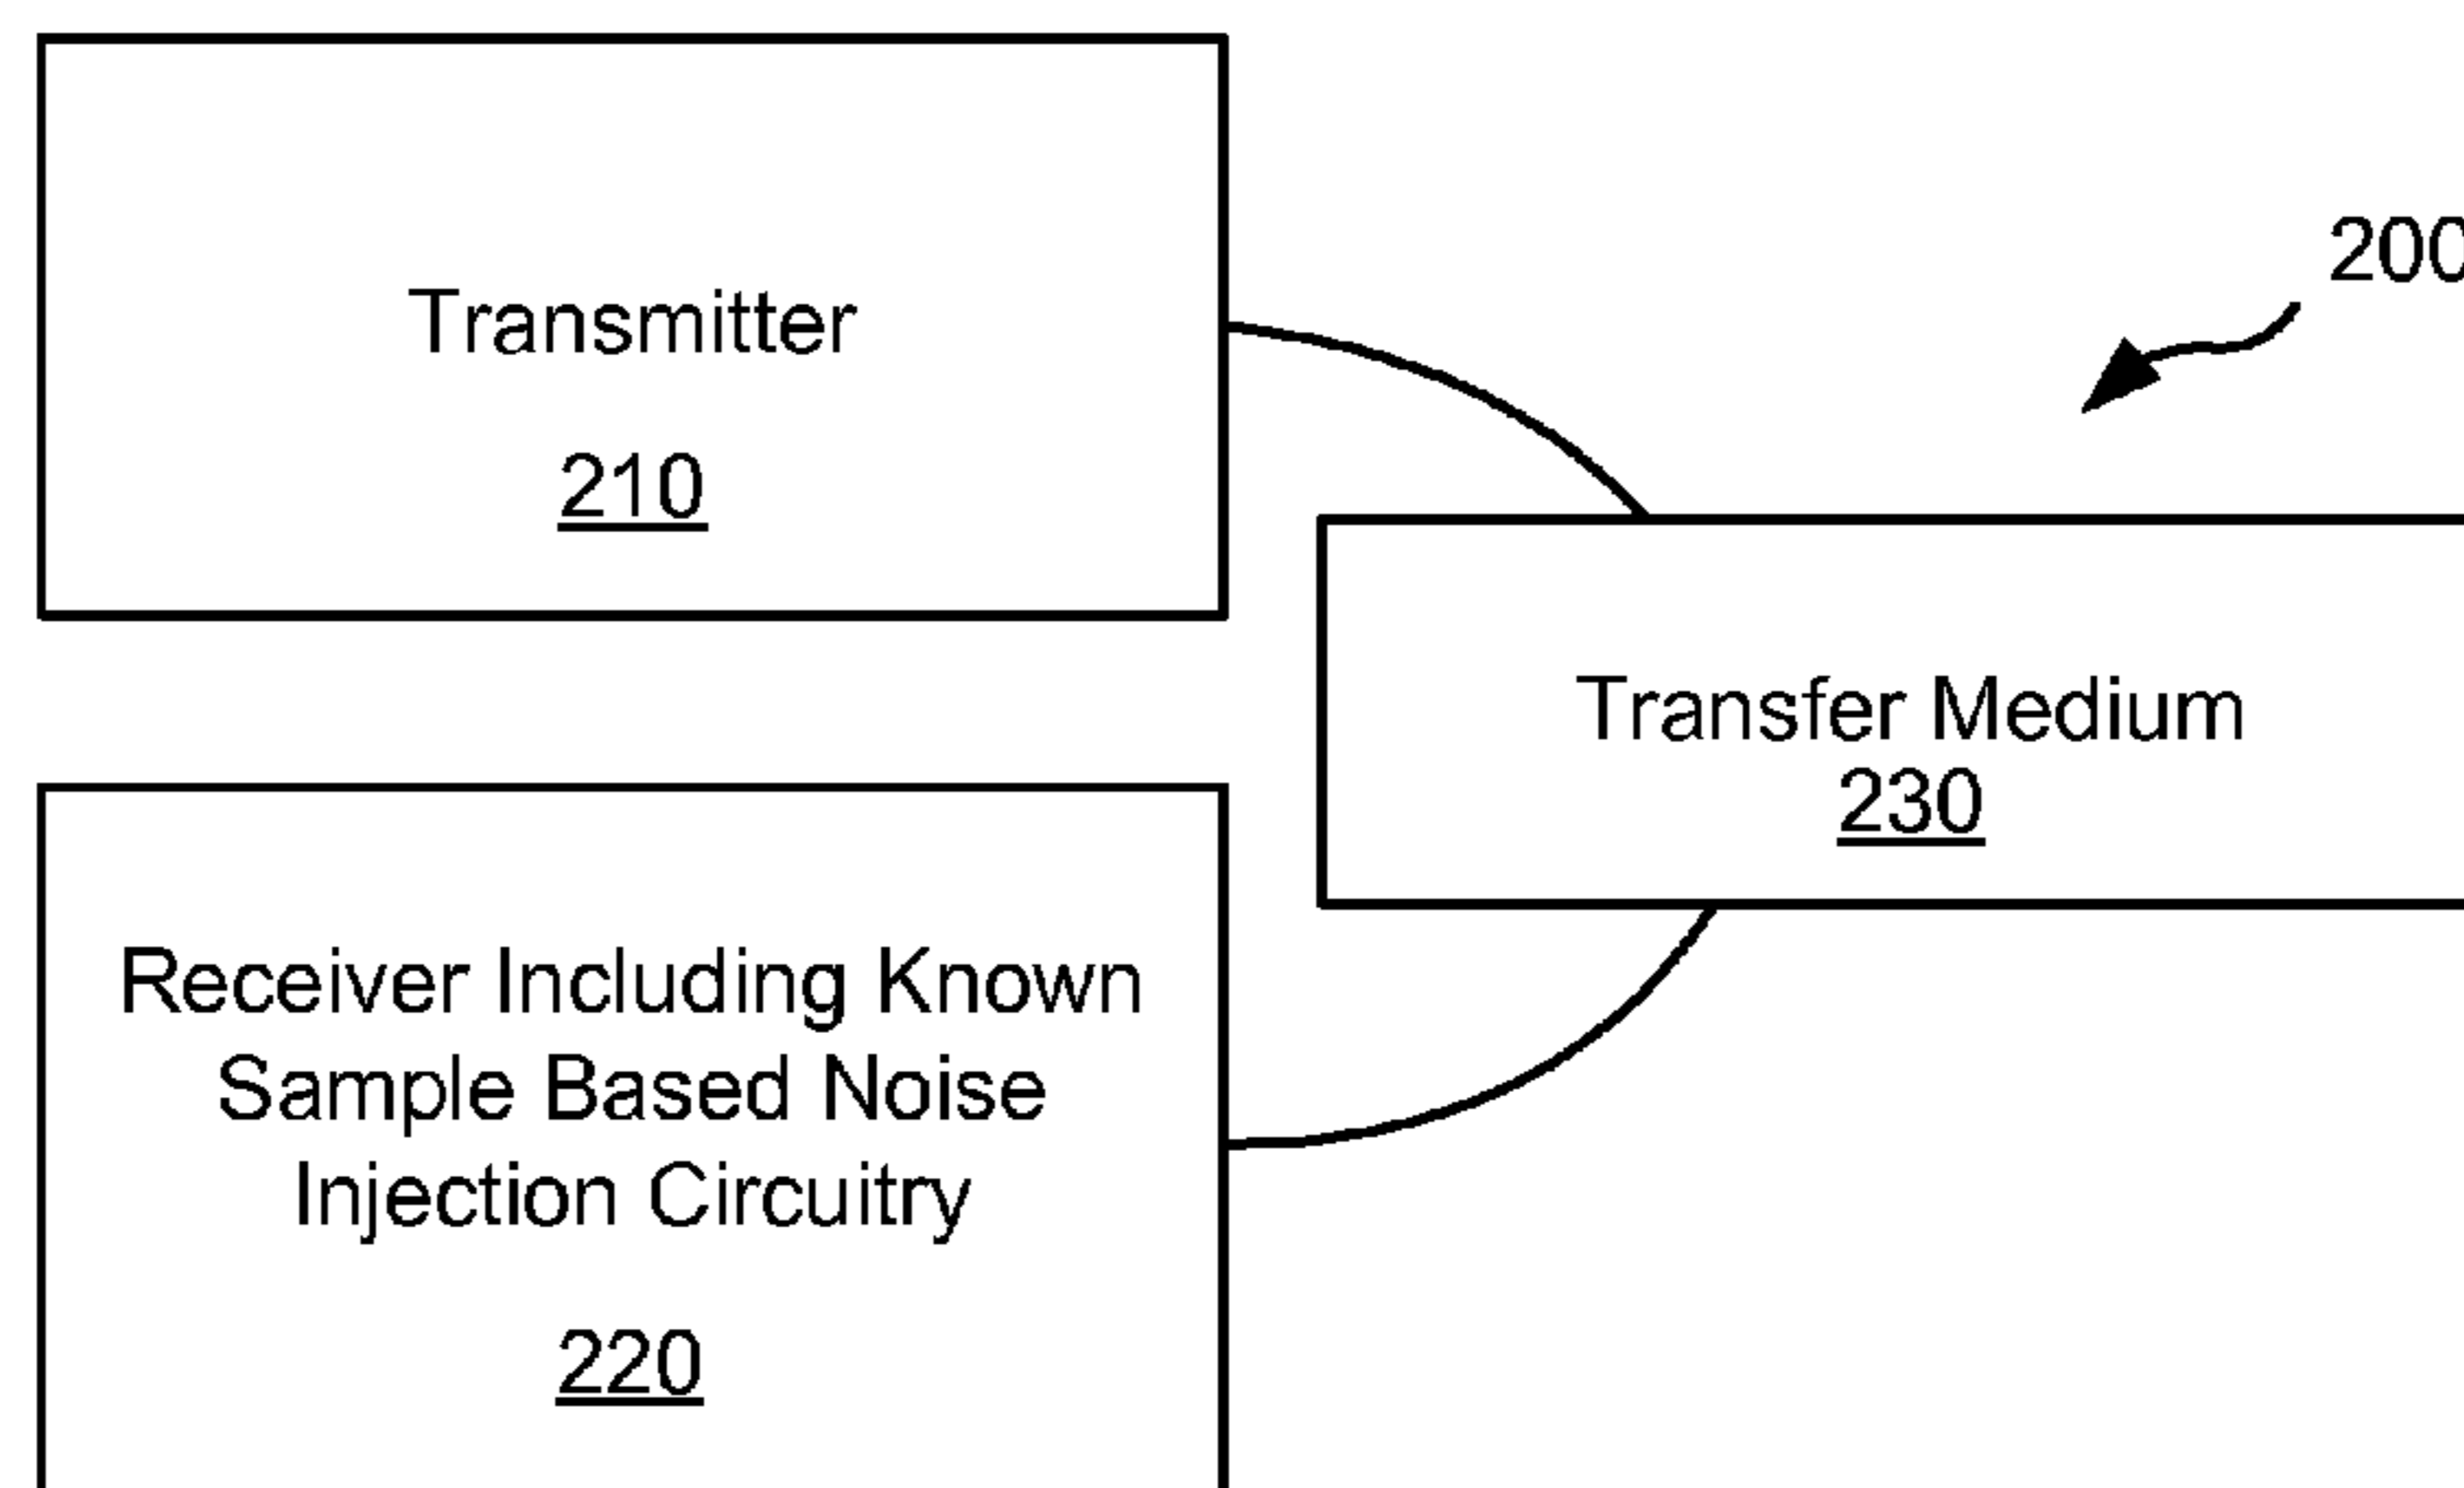 Transmitter
210
200
Transfer Medium
230
Receiver Including Known
Sample Based Noise
Injection Circuitry
220